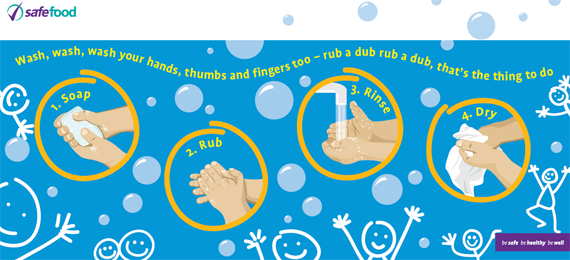 safefood
Wash, wash, wash your hands, thumbs and fingers too – rub a dub rub a dub, that's the thing to do
1. Soap
2. Rub
3. Rinse
4. Dry
be safe be healthy be well